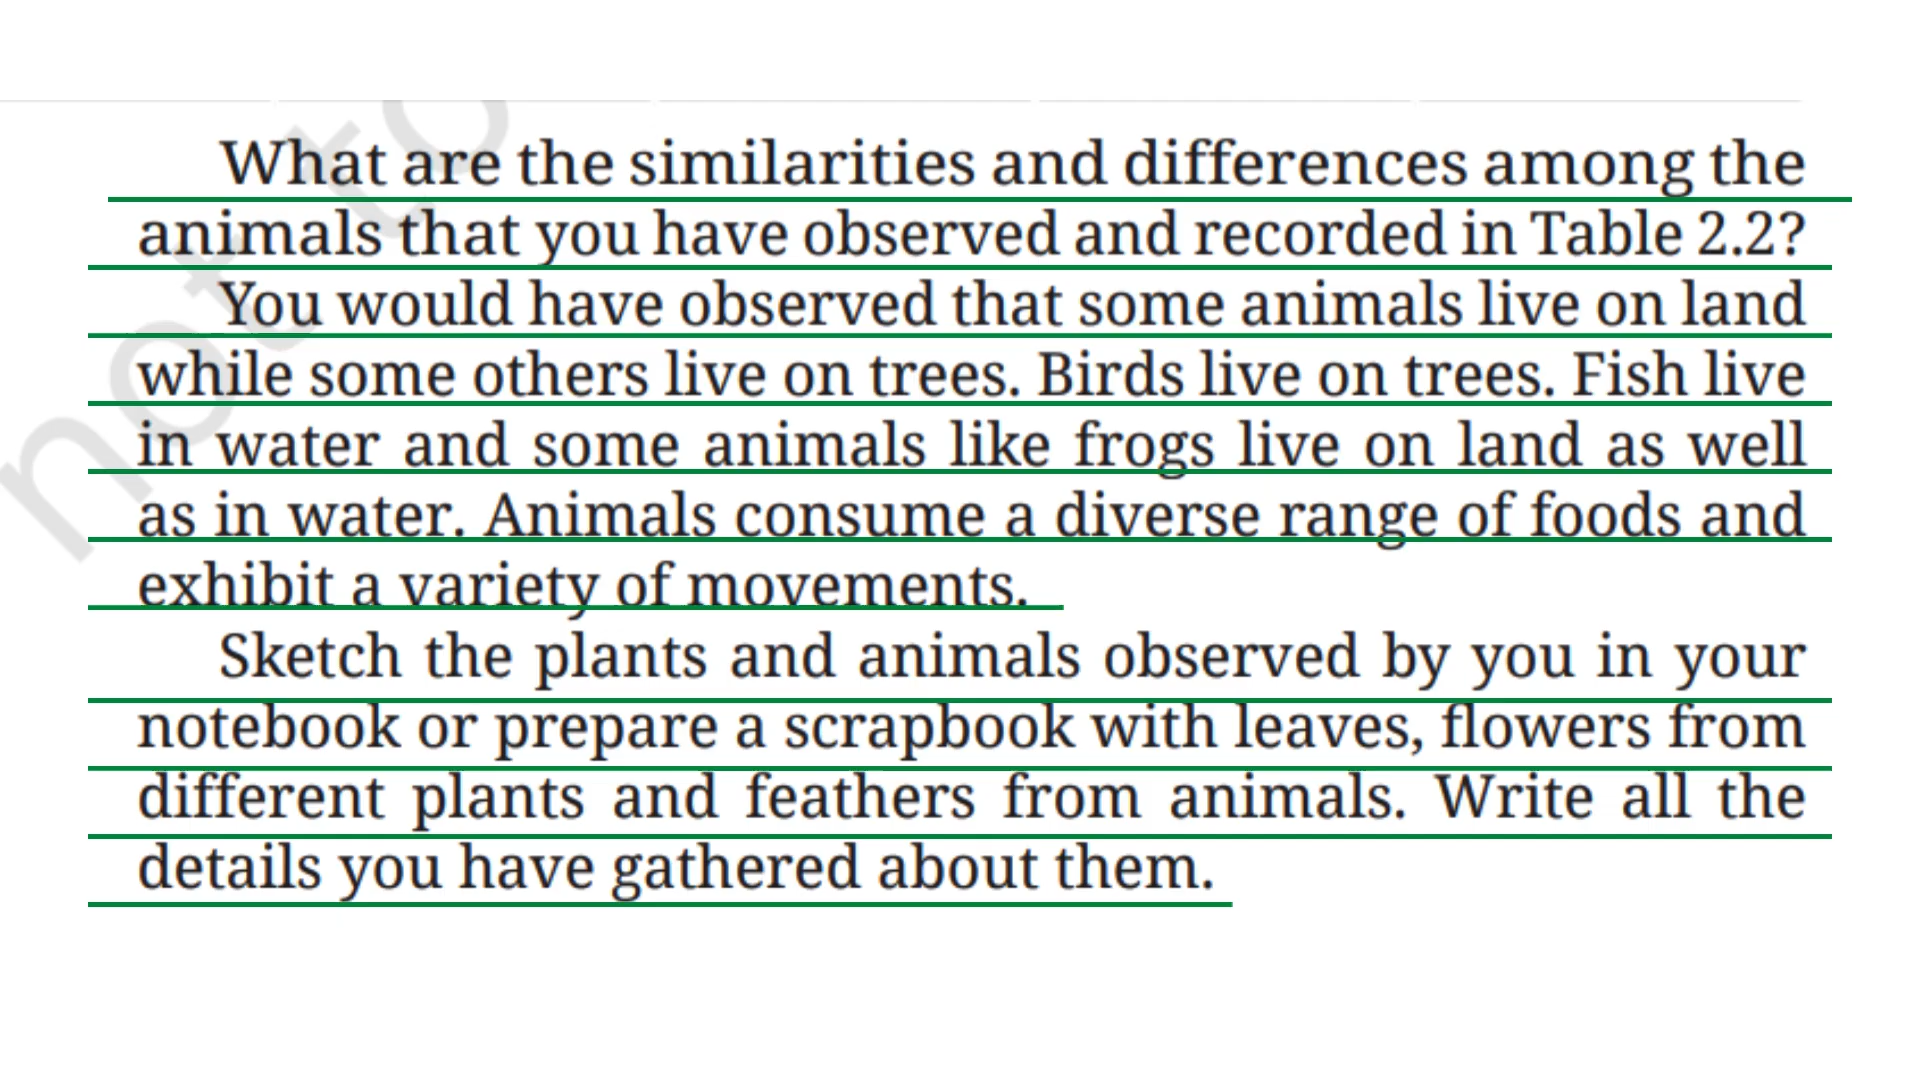 What are the similarities and differences among the
animals that you have observed and recorded in Table 2.2?
You would have observed that some animals live on land
while some others live on trees. Birds live on trees. Fish live
in water and some animals like frogs live on land as well
as in water. Animals consume a diverse range of foods and
exhibit a variety of movements.
Sketch the plants and animals observed by you in your
notebook or prepare a scrapbook with leaves, flowers from
different plants and feathers from animals. Write all the
details you have gathered about them.
not to